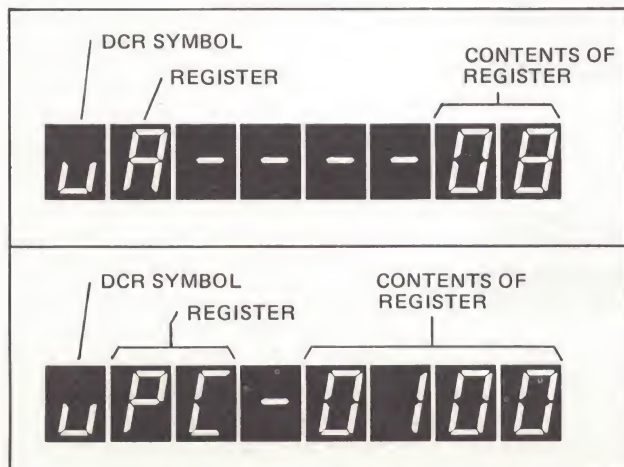 DCR SYMBOL
REGISTER
CONTENTS OF
REGISTER
uA----08
DCR SYMBOL
REGISTER
CONTENTS OF
REGISTER
uPC-0100